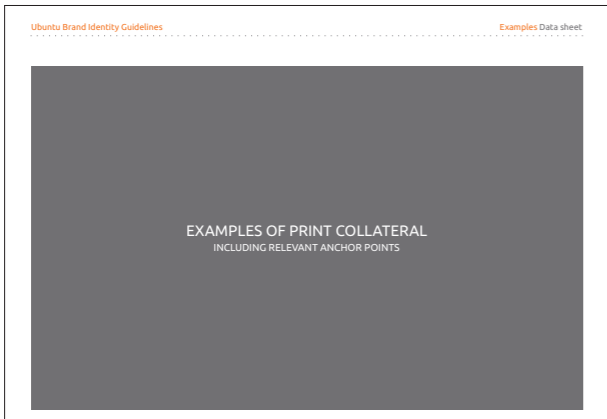 Ubuntu Brand Identity Guidelines
Examples Data sheet
EXAMPLES OF PRINT COLLATERAL
INCLUDING RELEVANT ANCHOR POINTS